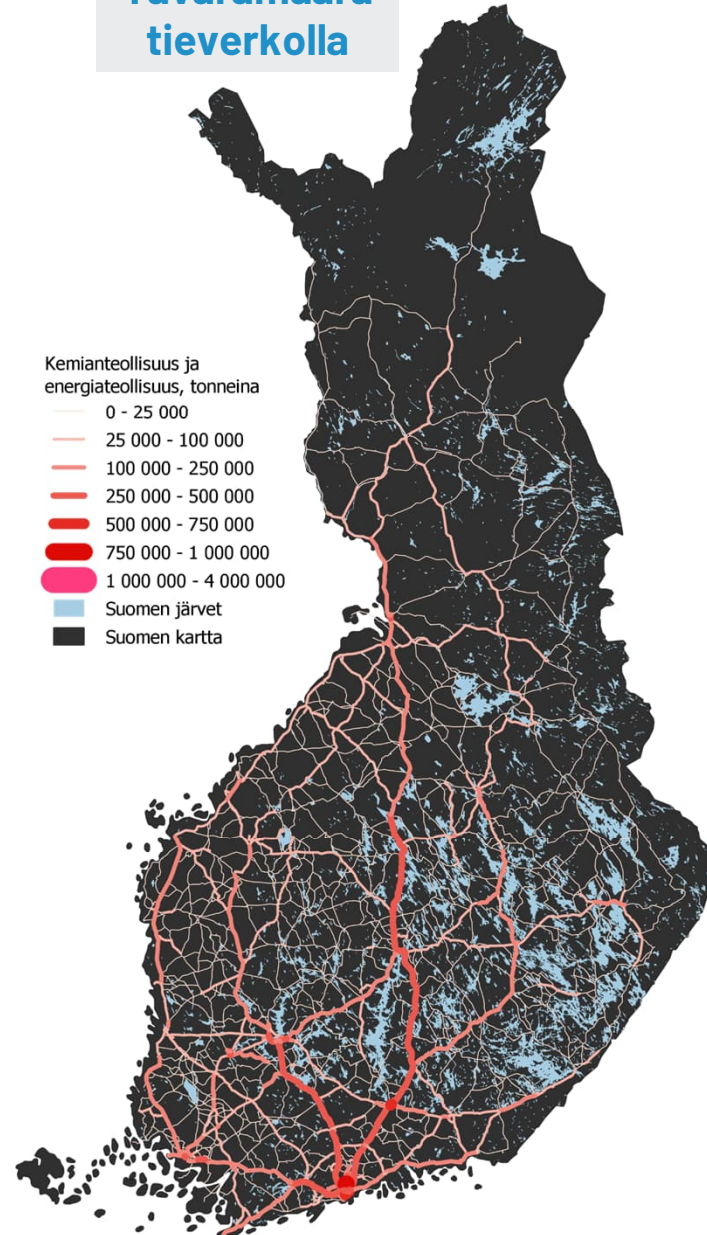 tieverkolla
Kemianteollisuus ja
energiateollisuus, tonneina
0 - 25 000
25 000 - 100 000
100 000 - 250 000
250 000 - 500 000
500 000 - 750 000
750 000 - 1 000 000
1 000 000 - 4 000 000
Suomen järvet
Suomen kartta